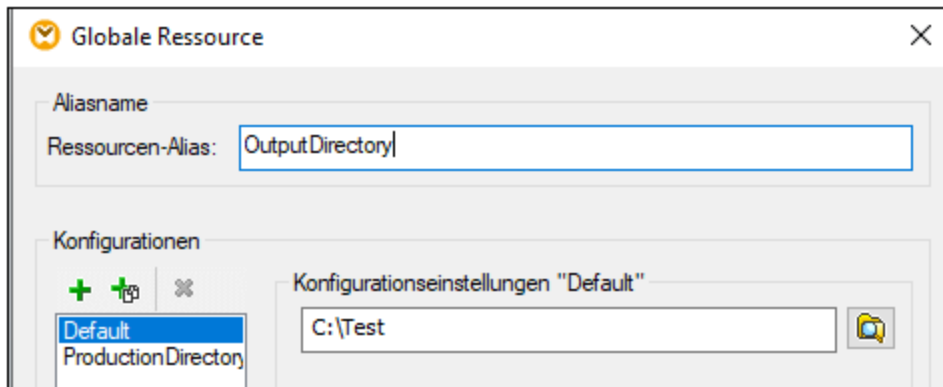 Globale Ressource
Aliasname
Ressourcen-Alias: OutputDirectory
Konfigurationen
Konfigurationseinstellungen "Default"
Default
C:\Test
ProductionDirectory